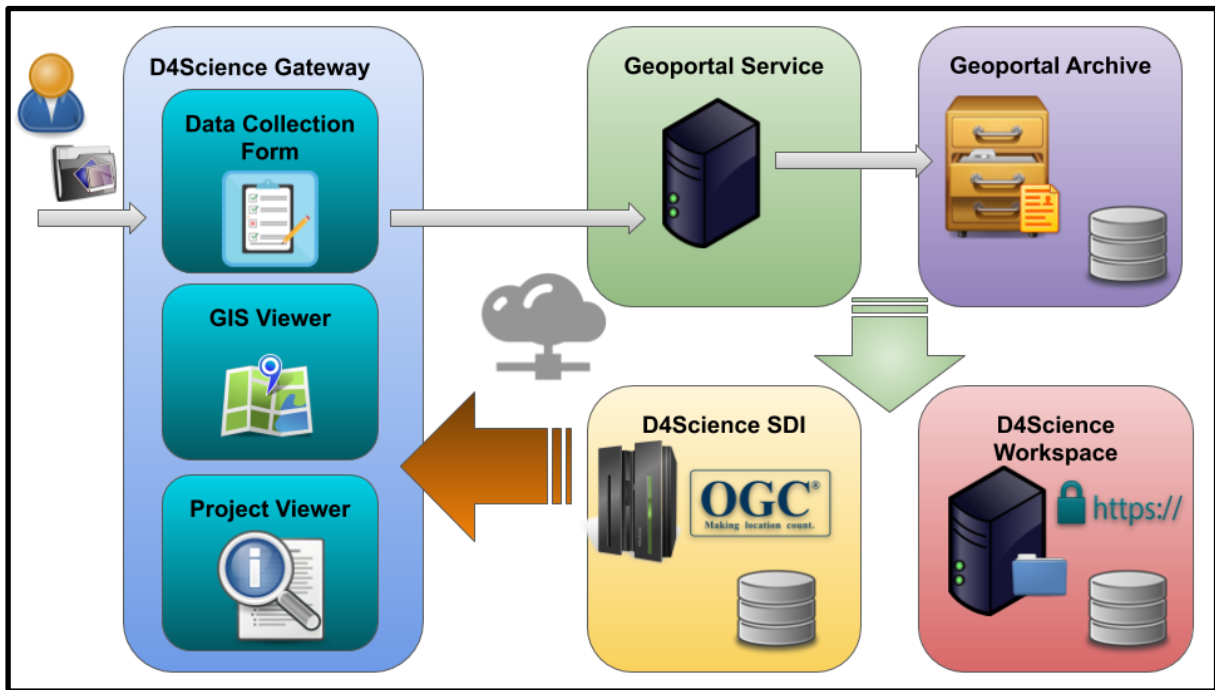 D4Science Gateway
Data Collection
Form
GIS Viewer
Project Viewer
Geoportal Service
Geoportal Archive
D4Science SDI
OGC®
Making location count.
D4Science
Workspace
https://